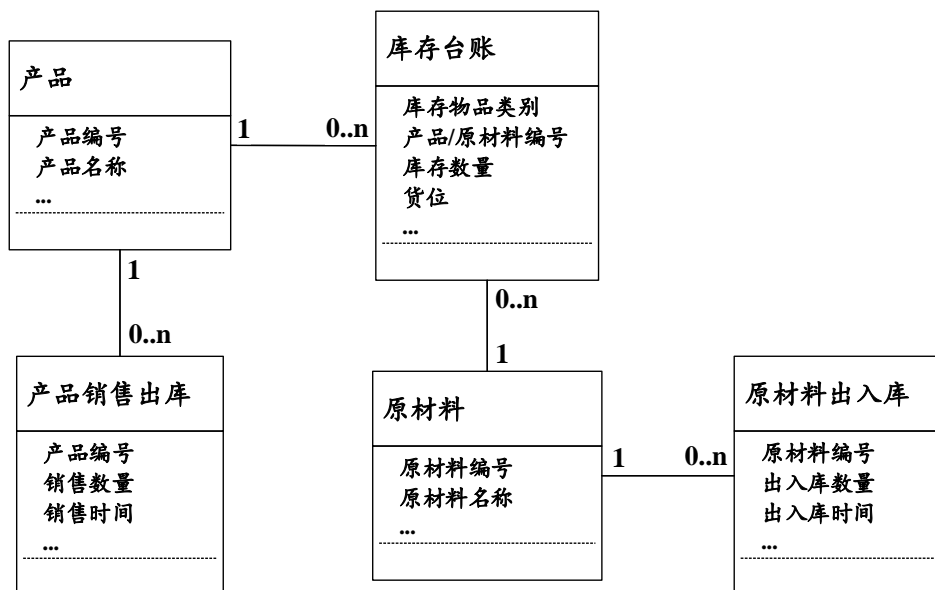 产品
产品编号
产品名称
...
1
0..n
库存台账
库存物品类别
产品/原材料编号
库存数量
货位
...
1
0..n
产品销售出库
产品编号
销售数量
销售时间
...
0..n
1
原材料
原材料编号
原材料名称
...
1
0..n
原材料出入库
原材料编号
出入库数量
出入库时间
...